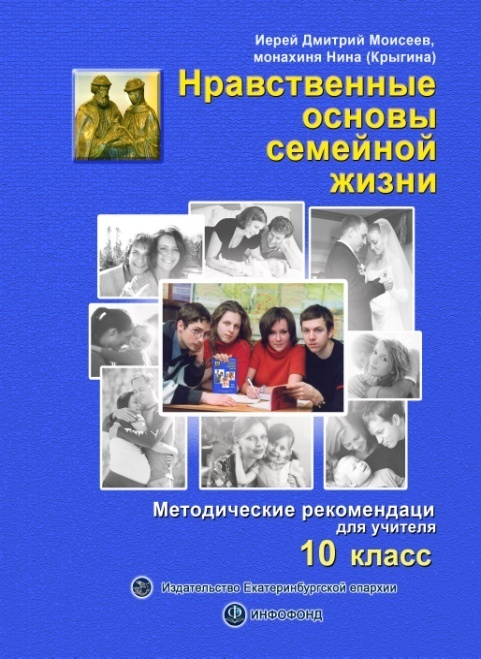 Иерей Дмитрий Моисеев,
монахиня Нина (Крыгина)
Нравственные
основы
семейной
жизни
Методические рекомендаци
для учителя
10 класс
Издательство Екатеринбургской епархии
ИНФОФОНД